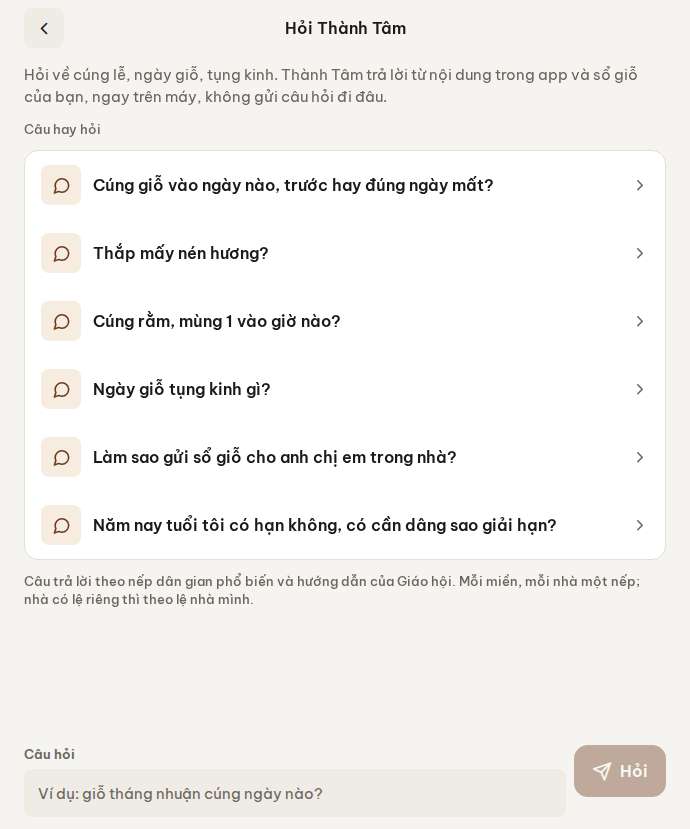 Hỏi Thành Tâm
Hỏi về cúng lễ, ngày giỗ, tụng kinh. Thành Tâm trả lời từ nội dung trong app và sổ giỗ
của bạn, ngay trên máy, không gửi câu hỏi đi đâu.
Câu hay hỏi
Cúng giỗ vào ngày nào, trước hay đúng ngày mất?
Thắp mấy nén hương?
Cúng rằm, mùng 1 vào giờ nào?
Ngày giỗ tụng kinh gì?
Làm sao gửi sổ giỗ cho anh chị em trong nhà?
Năm nay tuổi tôi có hạn không, có cần dâng sao giải hạn?
Câu trả lời theo nếp dân gian phổ biến và hướng dẫn của Giáo hội. Mỗi miền, mỗi nhà một nếp;
nhà có lệ riêng thì theo lệ nhà mình.
Câu hỏi
Ví dụ: giỗ tháng nhuận cúng ngày nào?
Hỏi